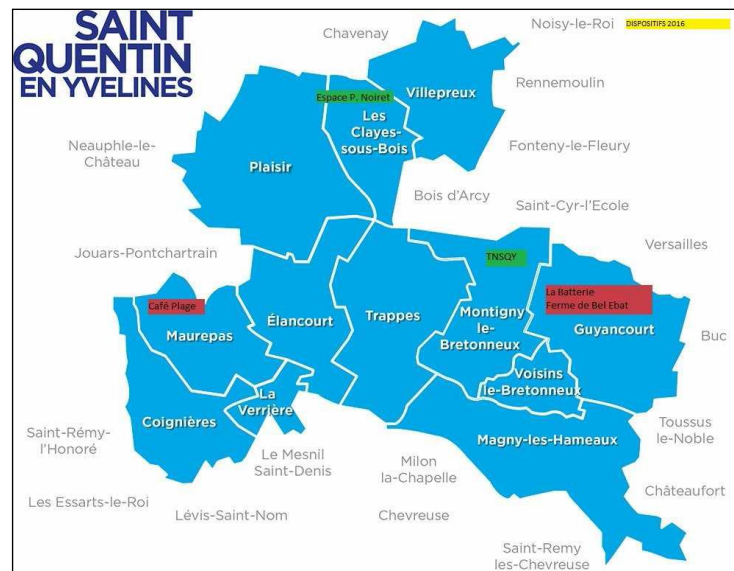 SAINT
QUENTIN
EN YVELINES
Noisy-le-Roi
DISPOSITIFS 2016
Chavenay
Villepreux
Rennemoulin
Espace P. Noiret
Les
Clayes-
sous-Bois
Neauphle-le-
Château
Plaisir
Fonteny-le-Fleury
Bois d'Arcy
Saint-Cyr-l'Ecole
Jouars-Pontchartrain
Versailles
TNSQY
La Batterie
Ferme de Bel Ebat
Café Plage
Maurepas
Élancourt
Trappes
Montigny
le-
Bretonneux
Guyancourt
Buc
Voisins
le-Bretonneux
La
Verrière
Coignières
Magny-les-Hameaux
Toussus
le-Noble
Saint-Rémy-
l'Honoré
Le Mesnil
Saint-Denis
Milon
la-Chapelle
Châteaufort
Les Essarts-le-Roi
Lévis-Saint-Nom
Chevreuse
Saint-Remy
les-Chevreuse